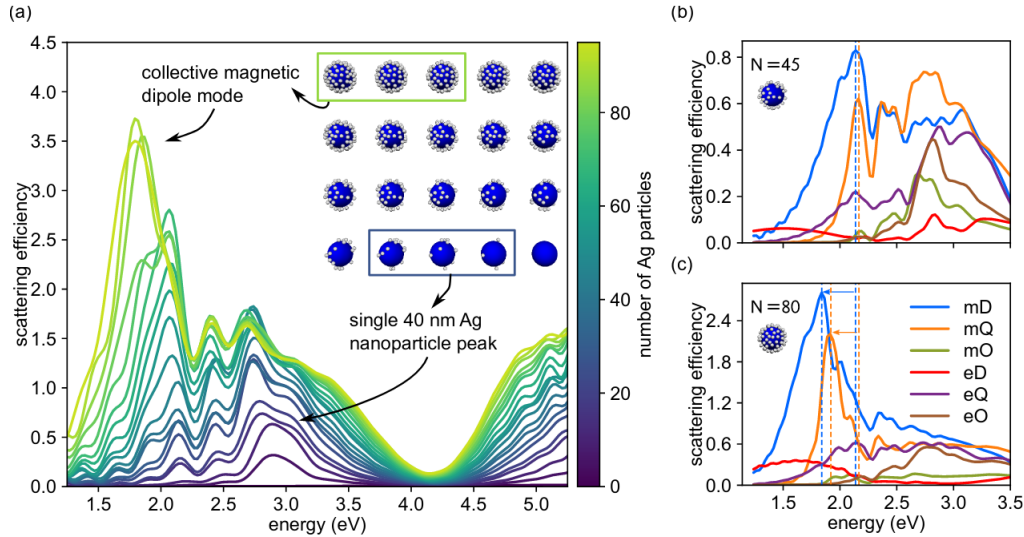 (a)
4.5
4.0
3.5
3.0
2.5
2.0
1.5
1.0
0.5
0.0
scattering efficiency
1.5
2.0
2.5
3.0
3.5
4.0
4.5
5.0
energy (eV)
collective magnetic
dipole mode
single 40 nm Ag
nanoparticle peak
80
60
40
20
0
number of Ag particles
(b)
N = 45
0.8
0.6
0.4
0.2
0.0
scattering efficiency
(c)
N = 80
2.4
1.8
1.2
0.6
0.0
scattering efficiency
mD
mQ
mO
eD
eQ
eO
1.5
2.0
2.5
3.0
3.5
energy (eV)